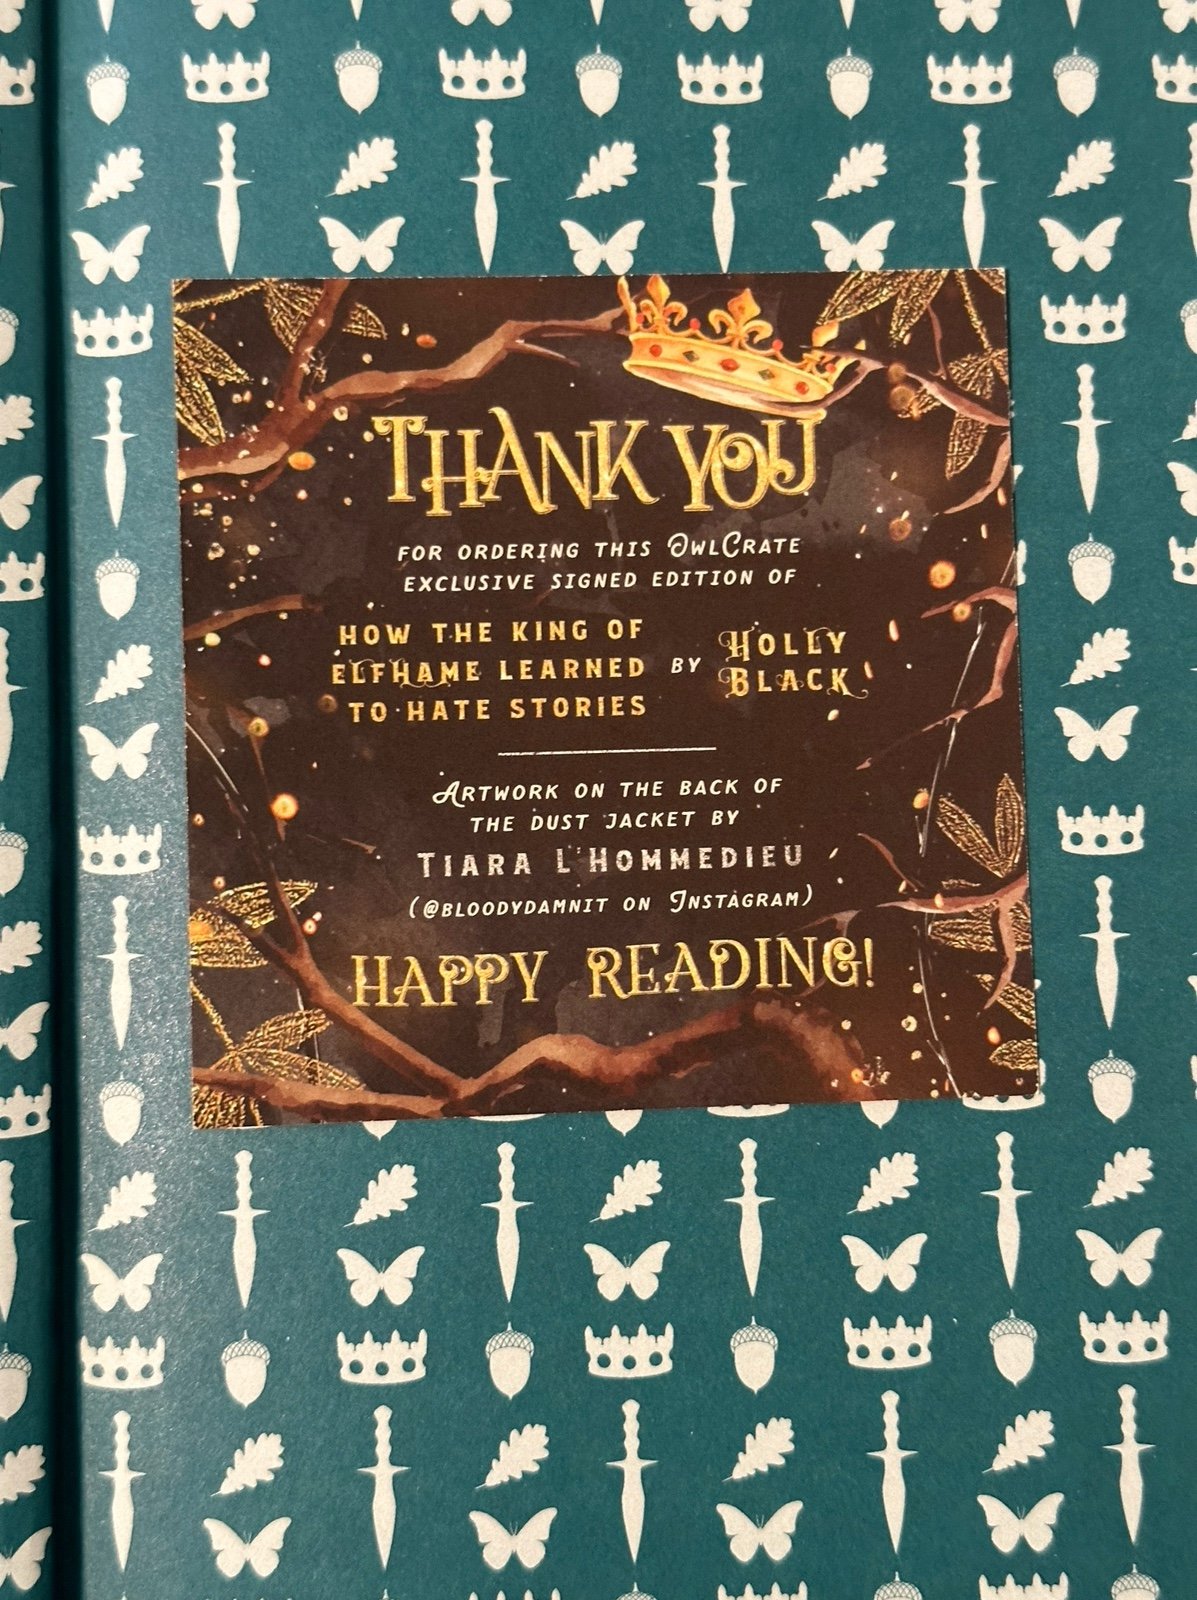 THANK YOU
FOR ORDERING THIS OWLCRATE
EXCLUSIVE SIGNED EDITION OF
HOW THE KING OF
ELFHAME LEARNED
TO HATE STORIES
BY
HOLLY
BLACK
ARTWORK ON THE BACK OF
THE DUST JACKET BY
TIARA L'HOMMEDIEU
(@BLOODYDAMNIT ON INSTAGRAM)
HAPPY READING!